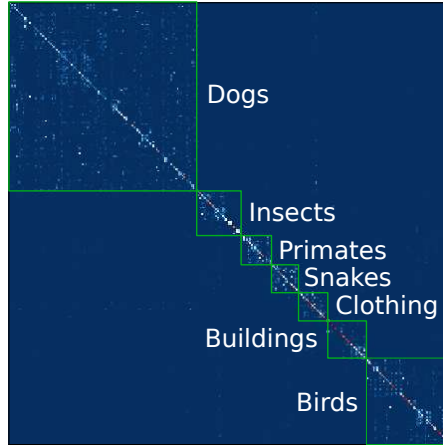 Dogs
Insects
Primates
Snakes
Clothing
Buildings
Birds